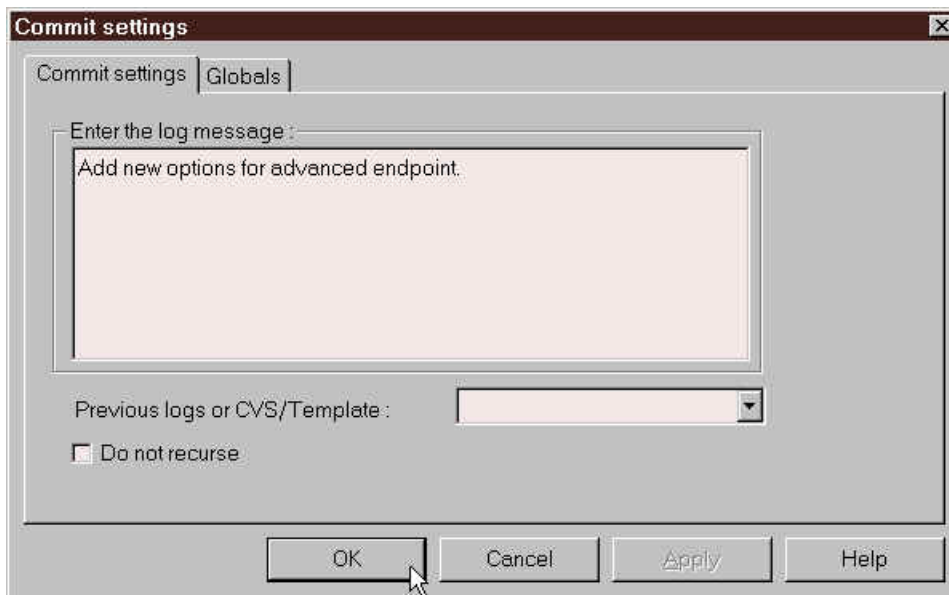 Commit settings
Commit settings Globals
Enter the log message :
Add new options for advanced endpoint.
Previous logs or CVS/Template :
Do not recurse
OK Cancel Apply Help